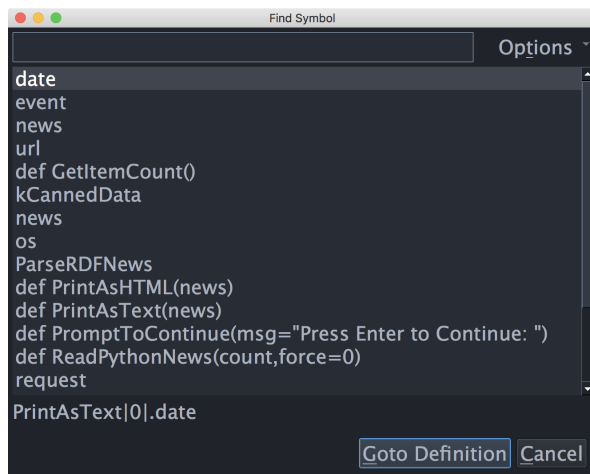 Find Symbol
Options
date
event
news
url
def GetItemCount()
kCannedData
news
os
ParseRDFNews
def PrintAsHTML(news)
def PrintAsText(news)
def PromptToContinue(msg="Press Enter to Continue: ")
def ReadPythonNews(count,force=0)
request
PrintAsText|0|.date
Goto Definition Cancel